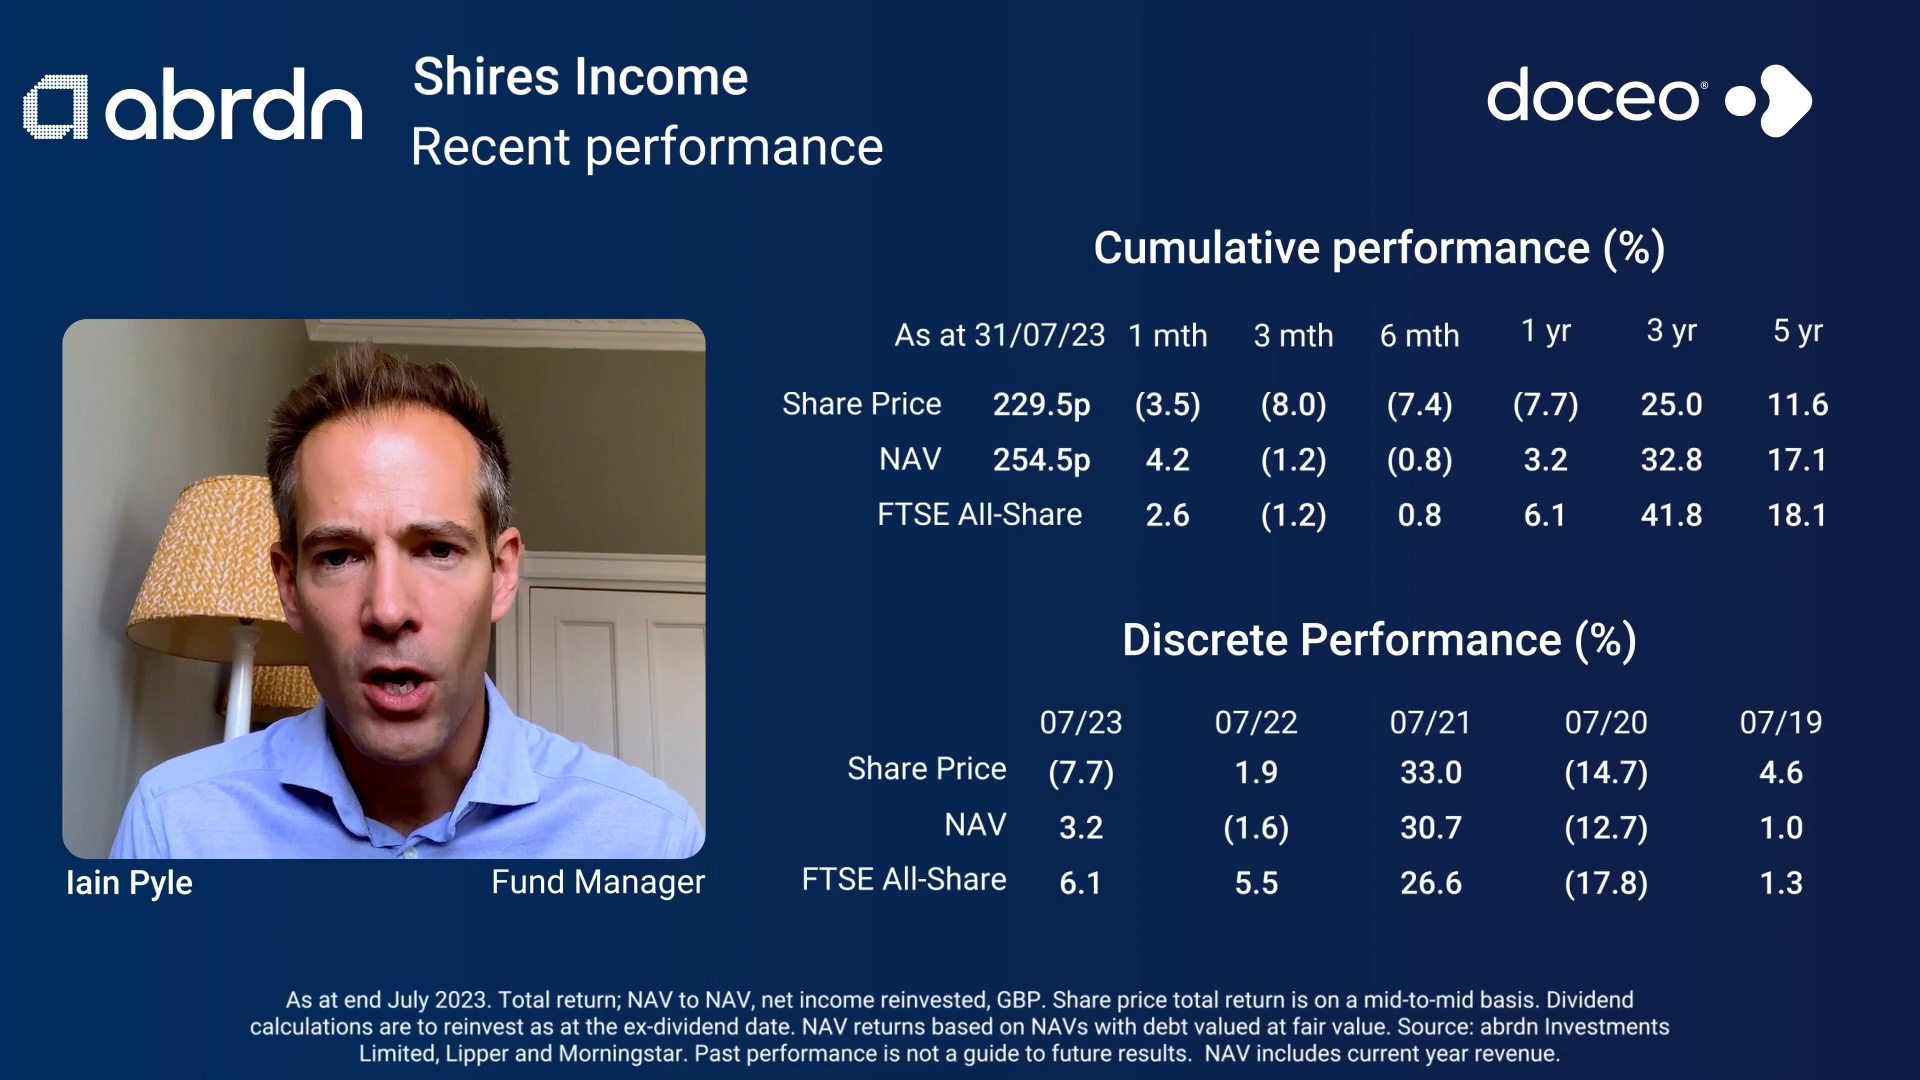 abrdn
Shires Income
Recent performance
doceo®
Cumulative performance (%)
As at 31/07/23 1 mth 3 mth 6 mth 1 yr 3 yr 5 yr
Share Price 229.5p (3.5) (8.0) (7.4) (7.7) 25.0 11.6
NAV 254.5p 4.2 (1.2) (0.8) 3.2 32.8 17.1
FTSE All-Share 2.6 (1.2) 0.8 6.1 41.8 18.1
Discrete Performance (%)
07/23 07/22 07/21 07/20 07/19
Share Price (7.7) 1.9 33.0 (14.7) 4.6
NAV 3.2 (1.6) 30.7 (12.7) 1.0
FTSE All-Share 6.1 5.5 26.6 (17.8) 1.3
Iain Pyle Fund Manager
As at end July 2023. Total return; NAV to NAV, net income reinvested, GBP. Share price total return is on a mid-to-mid basis. Dividend
calculations are to reinvest as at the ex-dividend date. NAV returns based on NAVs with debt valued at fair value. Source: abrdn Investments
Limited, Lipper and Morningstar. Past performance is not a guide to future results. NAV includes current year revenue.